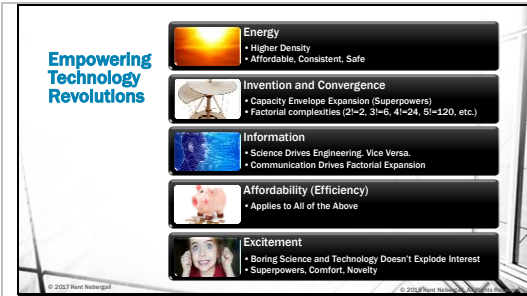 Empowering
Technology
Revolutions
Energy
• Higher Density
• Affordable, Consistent, Safe
Invention and Convergence
• Capacity Envelope Expansion (Superpowers)
• Factorial complexities (2!=2, 3!=6, 4!=24, 5!=120, etc.)
Information
• Science Drives Engineering. Vice Versa.
• Communication Drives Factorial Expansion
Affordability (Efficiency)
• Applies to All of the Above
Excitement
• Boring Science and Technology Doesn't Explode Interest
• Superpowers, Comfort, Novelty
© 2017 Kent Nebergall
© 2019 Kent Nebergall, All Rights